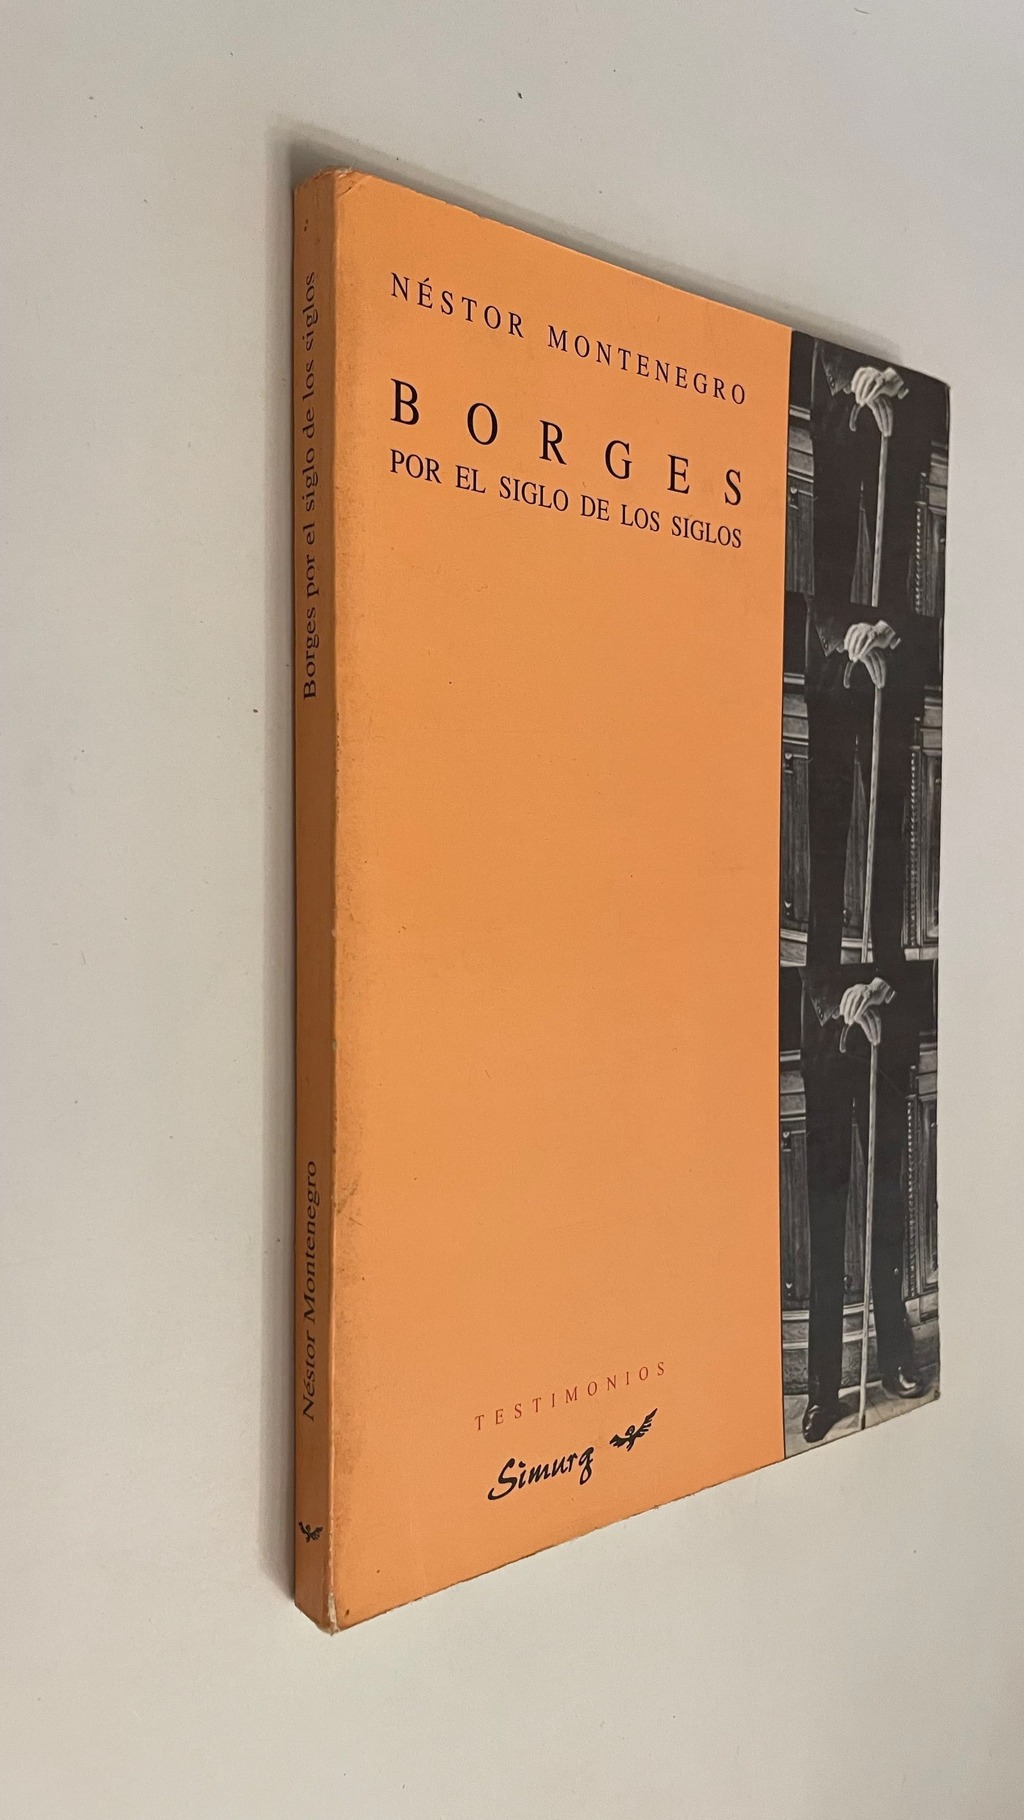 NÉSTOR MONTENEGRO
BORGES
POR EL SIGLO DE LOS SIGLOS
TESTIMONIOS
Simurg
Néstor Montenegro
Borges por el siglo de los siglos